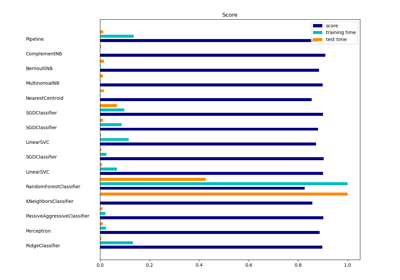 Score
score
training time
test time
Pipeline
ComplementNB
BernoulliNB
MultinomialNB
NearestCentroid
SGDClassifier
SGDClassifier
LinearSVC
SGDClassifier
LinearSVC
RandomForestClassifier
KNeighborsClassifier
PassiveAggressiveClassifier
Perceptron
RidgeClassifier
0.0 0.2 0.4 0.6 0.8 1.0